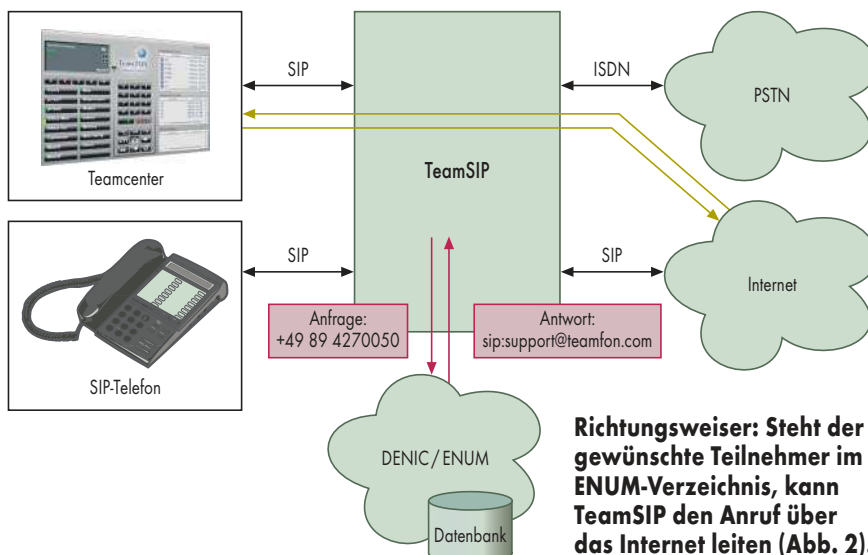 SIP
ISDN
PSTN
Teamcenter
TeamSIP
SIP
SIP
Internet
SIP-Telefon
Anfrage:
+49 89 4270050
Antwort:
sip:support@teamfon.com
DENIC/ENUM
Datenbank
Richtungsweiser: Steht der
gewünschte Teilnehmer im
ENUM-Verzeichnis, kann
TeamSIP den Anruf über
das Internet leiten (Abb. 2).